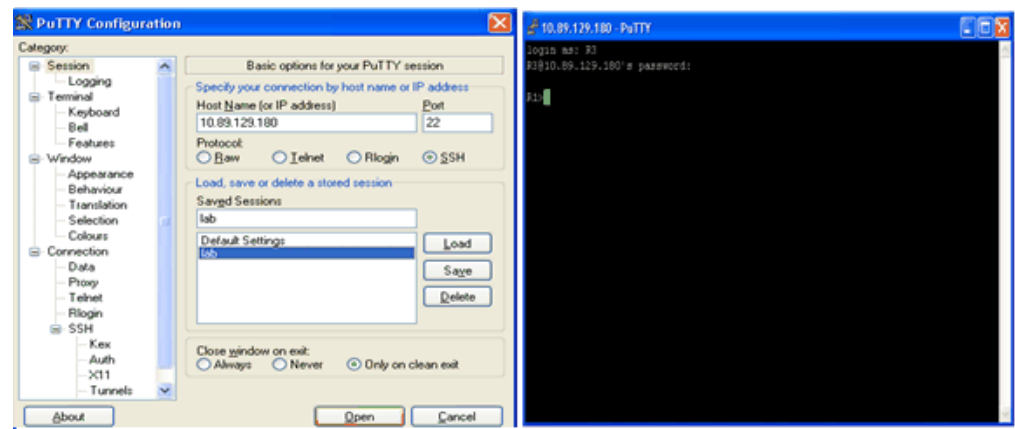 PuTTY Configuration
Category:
Session
Logging
Terminal
Keyboard
Bell
Features
Window
Appearance
Behaviour
Translation
Selection
Colours
Connection
Data
Proxy
Telnet
Rlogin
SSH
Kex
Auth
X11
Tunnels
Basic options for your PuTTY session
Specify your connection by host name or IP address
Host Name (or IP address) Port
10.89.129.180 22
Protocol:
Raw Telnet Rlogin SSH
Load, save or delete a stored session
Saved Sessions
lab
Default Settings
lab
Load
Save
Delete
Close window on exit:
Always Never Only on clean exit
About Open Cancel
10.89.129.180 - PuTTY
login as: R3
R3@10.89.129.180's password:
R1>